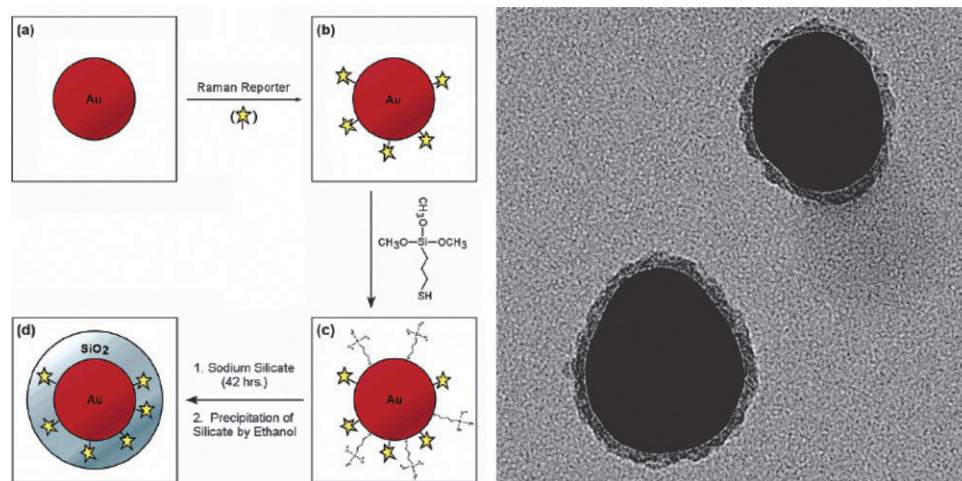 (a)
Au
Raman Reporter
( )
(b)
Au
OCH3
CH3O-Si-OCH3
SH
(d)
SiO2
Au
1. Sodium Silicate
(42 hrs.)
2. Precipitation of
Silicate by Ethanol
(c)
Au